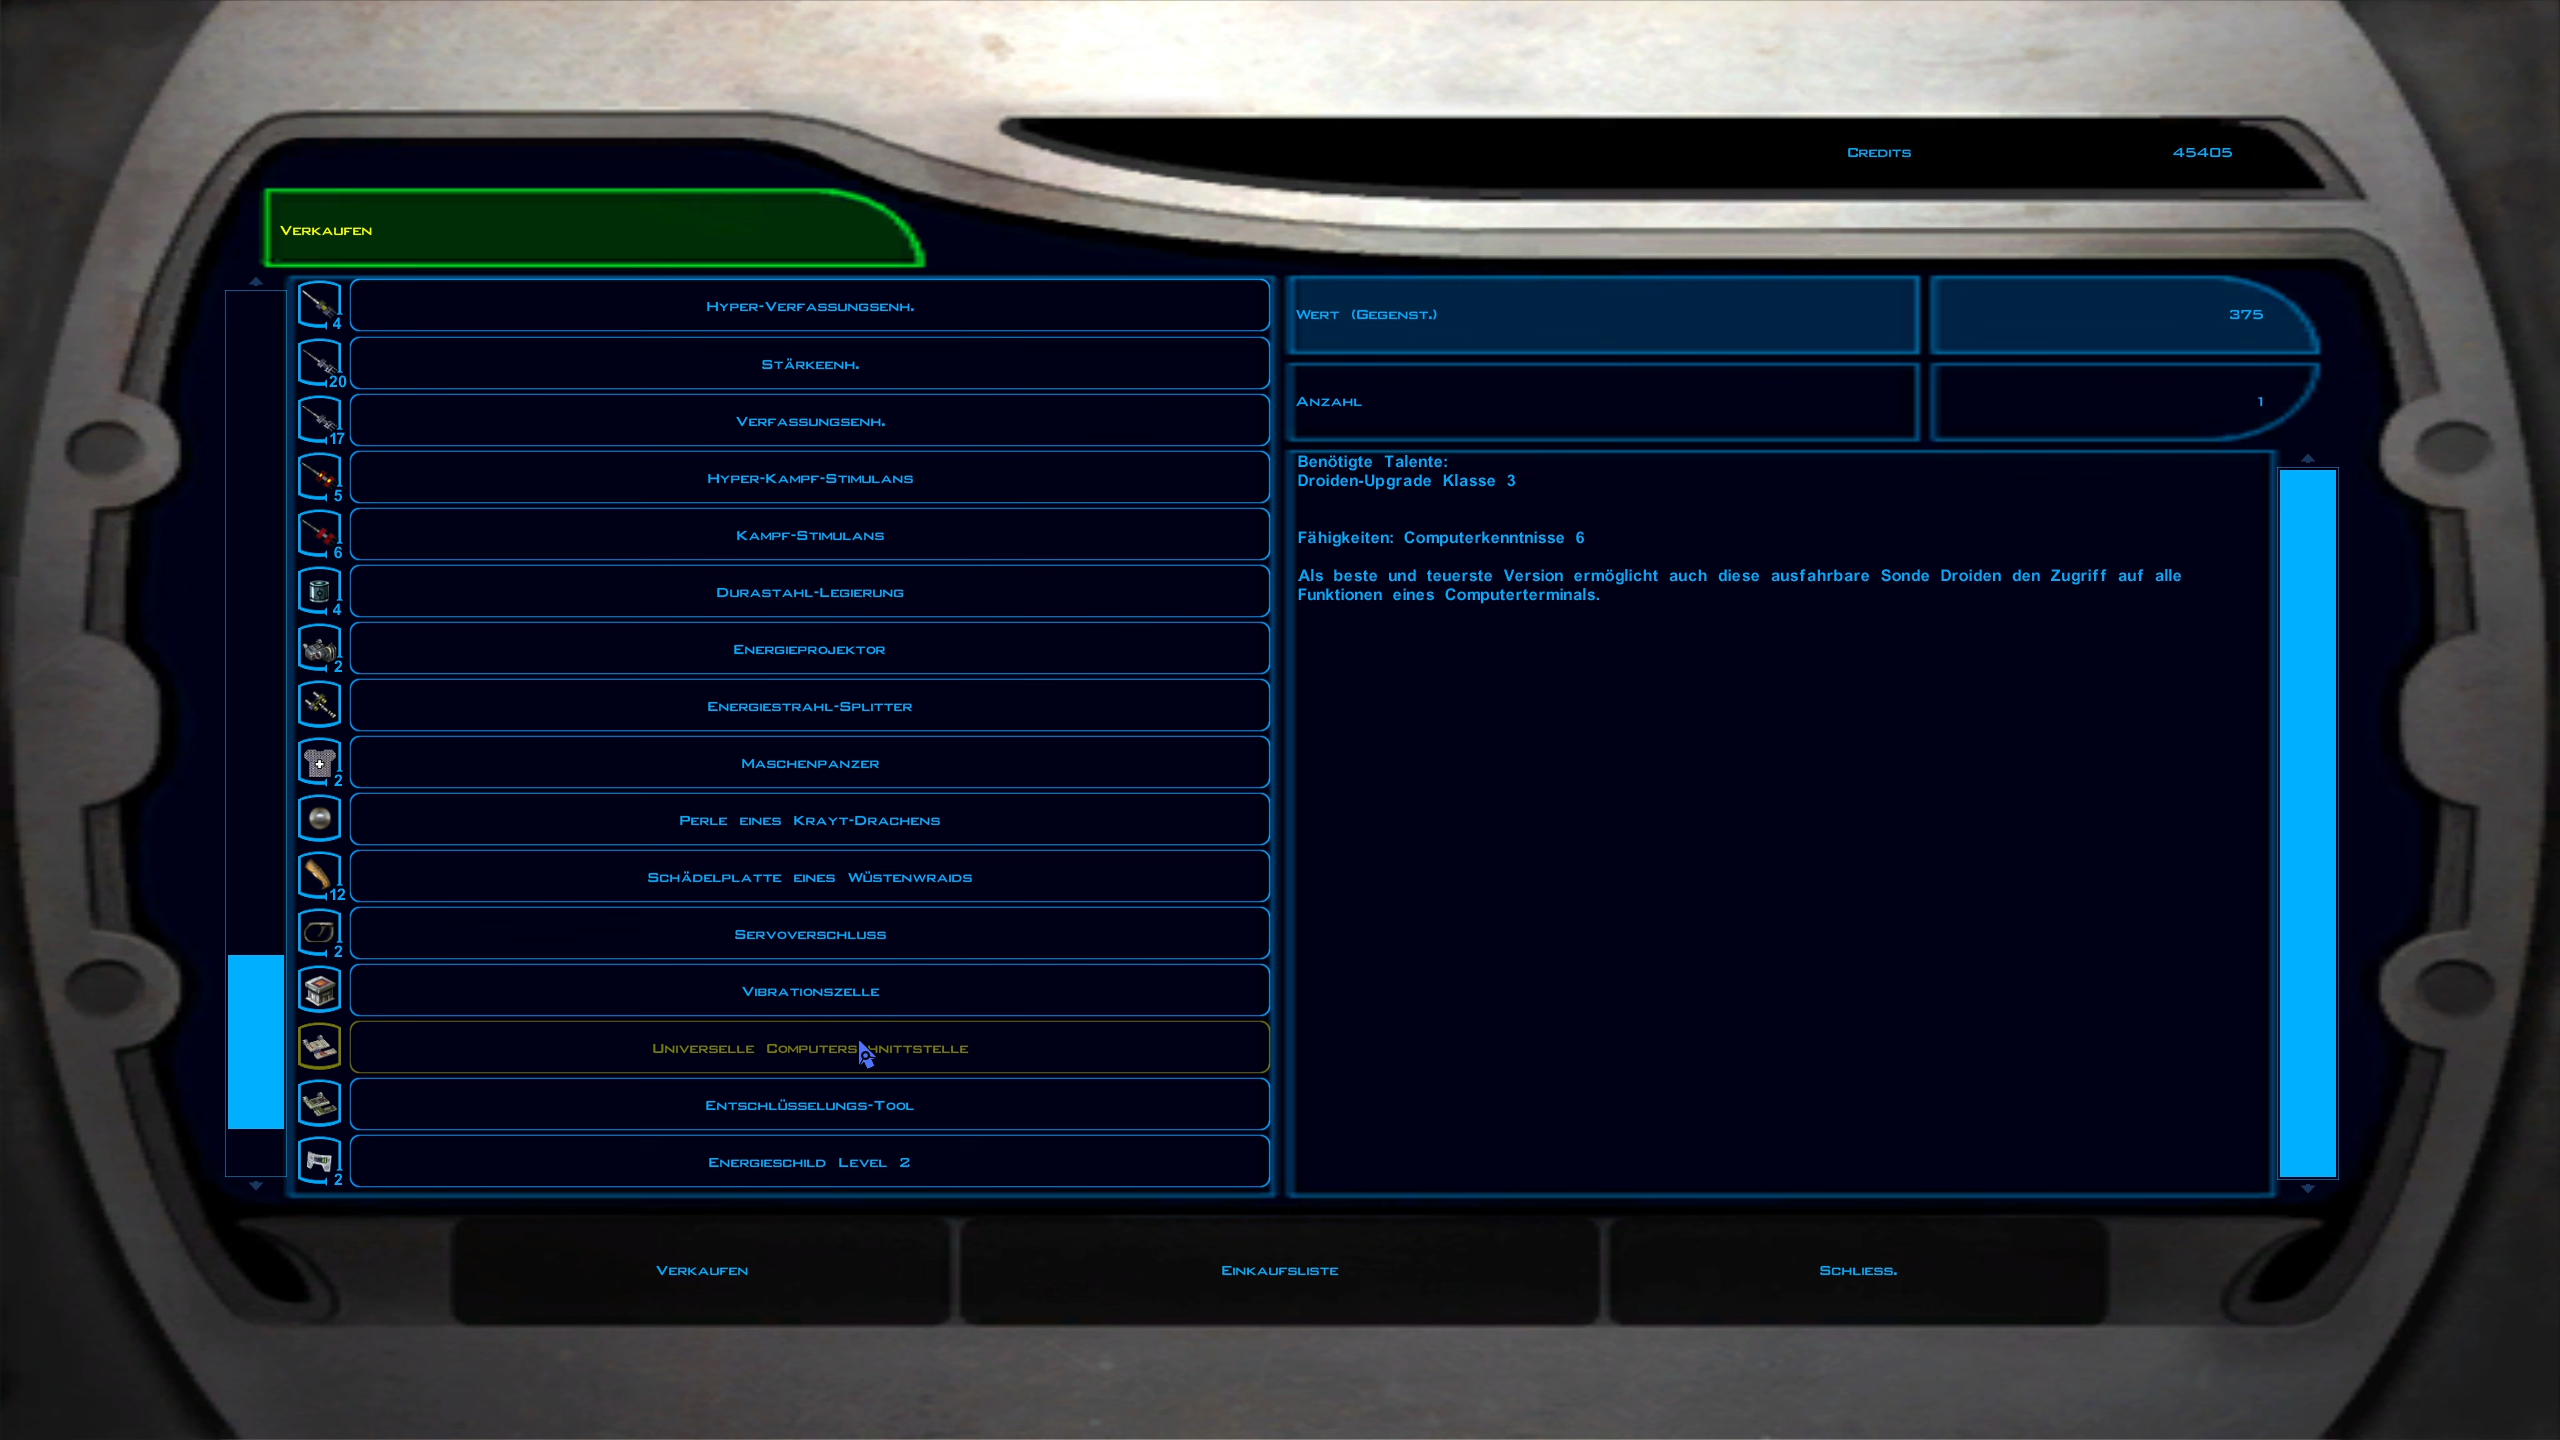 Credits 45405
Verkaufen
4 Hyper-Verfassungsenh.
20 Stärkeenh.
17 Verfassungsenh.
5 Hyper-Kampf-Stimulans
6 Kampf-Stimulans
4 Durastahl-Legierung
2 Energieprojektor
Energiestrahl-Splitter
2 Maschenpanzer
Perle eines Krayt-Drachens
12 Schädelplatte eines Wüstenwraids
2 Servoverschluss
Vibrationszelle
Universelle Computerschnittstelle
Entschlüsselungs-Tool
2 Energieschild Level 2
Wert (Gegenst.) 375
Anzahl 1
Benötigte Talente:
Droiden-Upgrade Klasse 3
Fähigkeiten: Computerkenntnisse 6
Als beste und teuerste Version ermöglicht auch diese ausfahrbare Sonde Droiden den Zugriff auf alle
Funktionen eines Computerterminals.
Verkaufen Einkaufsliste Schließ.